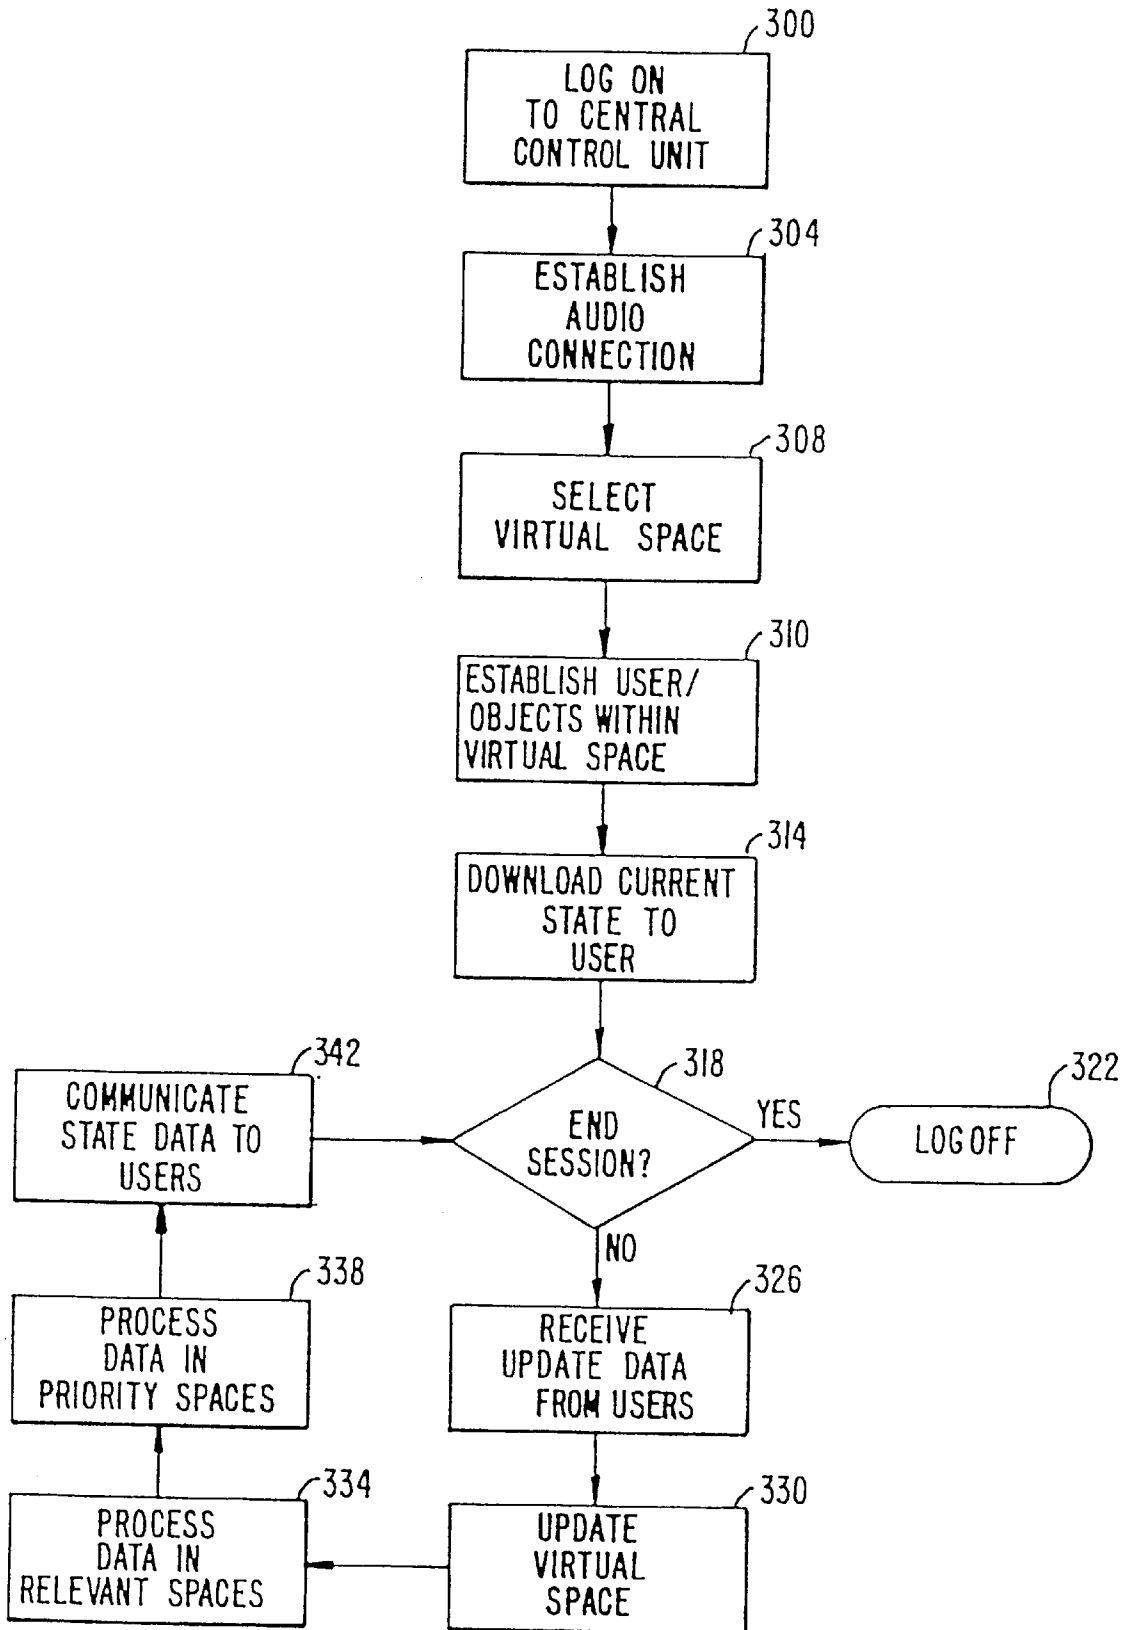 300
LOG ON
TO CENTRAL
CONTROL UNIT
304
ESTABLISH
AUDIO
CONNECTION
308
SELECT
VIRTUAL SPACE
310
ESTABLISH USER/
OBJECTS WITHIN
VIRTUAL SPACE
314
DOWNLOAD CURRENT
STATE TO
USER
318
END
SESSION?
YES
322
LOG OFF
NO
326
RECEIVE
UPDATE DATA
FROM USERS
330
UPDATE
VIRTUAL
SPACE
334
PROCESS
DATA IN
RELEVANT SPACES
338
PROCESS
DATA IN
PRIORITY SPACES
342
COMMUNICATE
STATE DATA TO
USERS